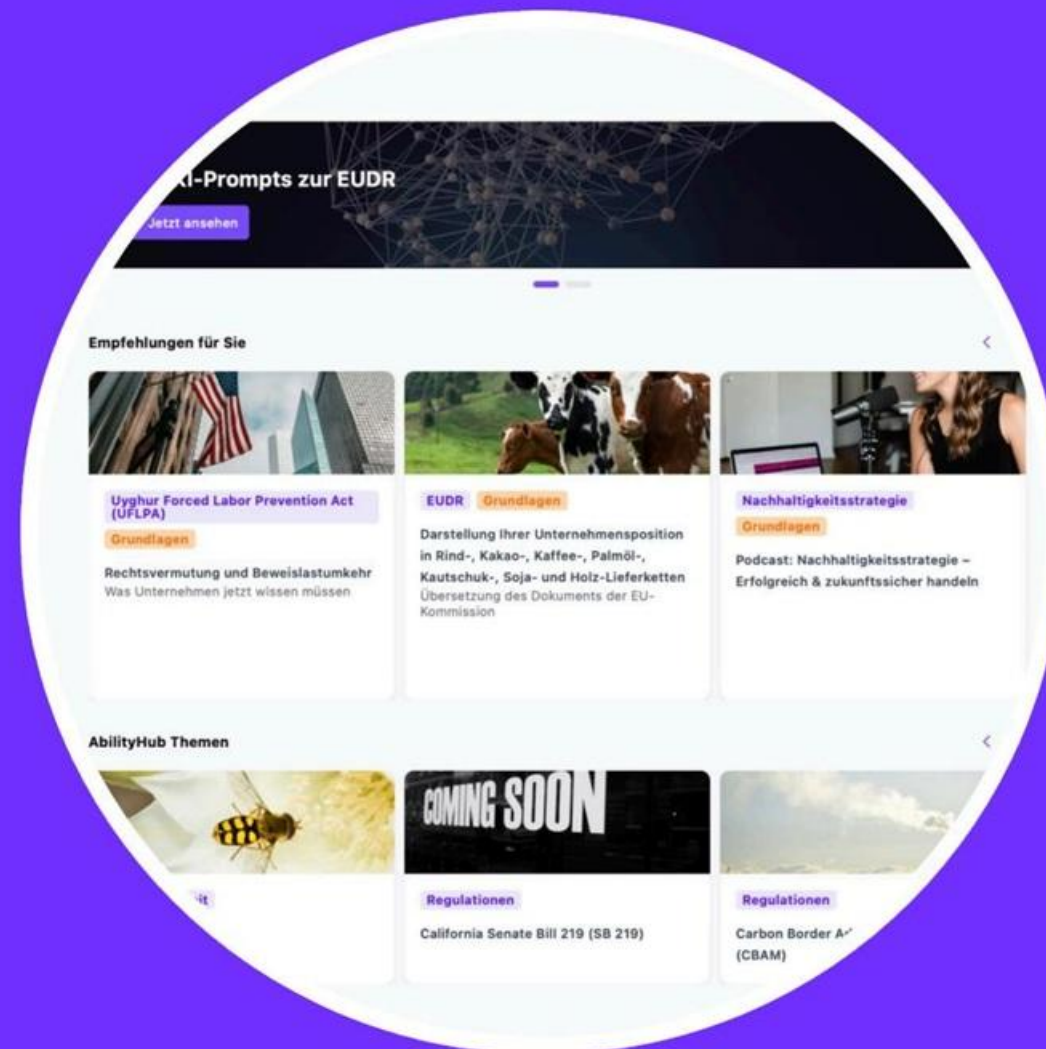 -Prompts zur EUDR
Jetzt ansehen
Empfehlungen für Sie
Uyghur Forced Labor Prevention Act
(UFLPA)
Grundlagen
Rechtsvermutung und Beweislastumkehr
Was Unternehmen jetzt wissen müssen
EUDR Grundlagen
Darstellung Ihrer Unternehmensposition
in Rind-, Kakao-, Kaffee-, Palmöl-,
Kautschuk-, Soja- und Holz-Lieferketten
Übersetzung des Dokuments der EU-
Kommission
Nachhaltigkeitsstrategie
Grundlagen
Podcast: Nachhaltigkeitsstrategie –
Erfolgreich & zukunftssicher handeln
AbilityHub Themen
COMING SOON
Regulationen
California Senate Bill 219 (SB 219)
Regulationen
Carbon Border
(CBAM)